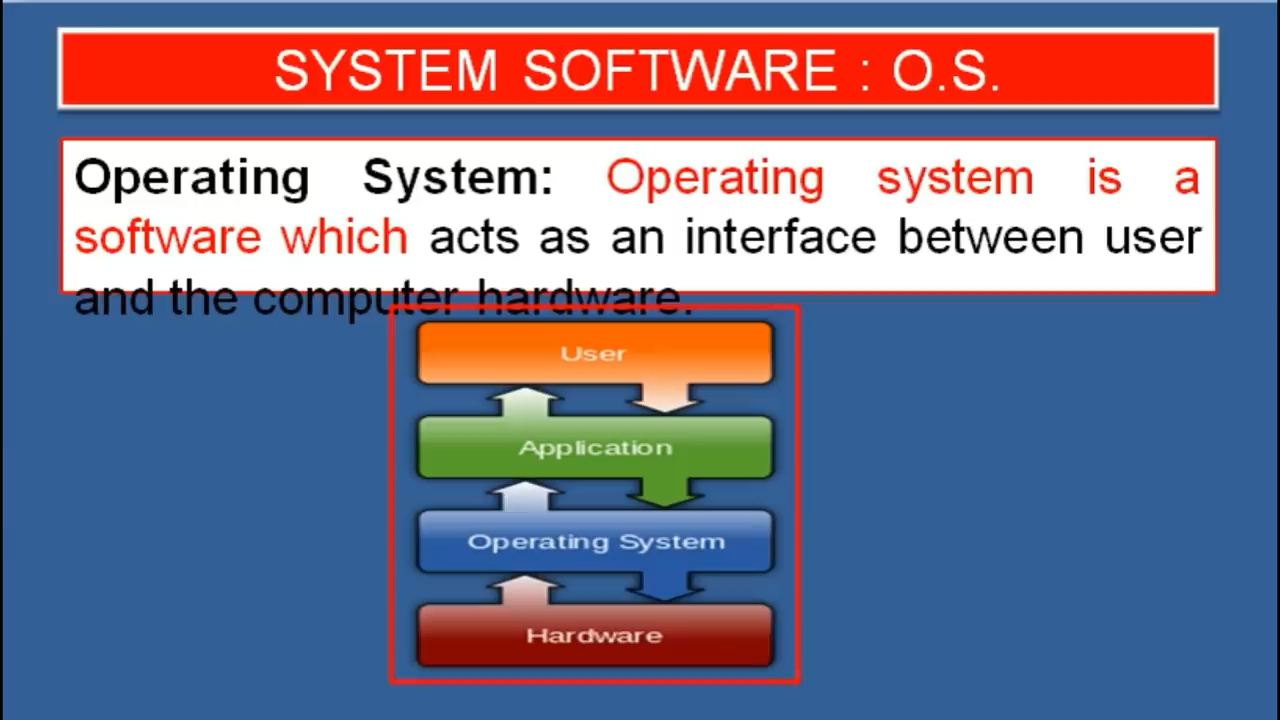 SYSTEM SOFTWARE : O.S.
Operating System: Operating system is a
software which acts as an interface between user
and the computer hardware.
User
Application
Operating System
Hardware